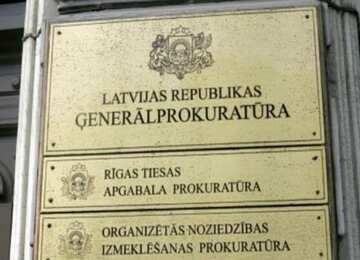 LATVIJAS REPUBLIKAS
ĢENERĀLPROKURATŪRA
RĪGAS TIESAS
APGABALA PROKURATŪRA
ORGANIZĒTĀS NOZIEDZĪBAS
IZMEKLĒŠANAS PROKURATŪRA